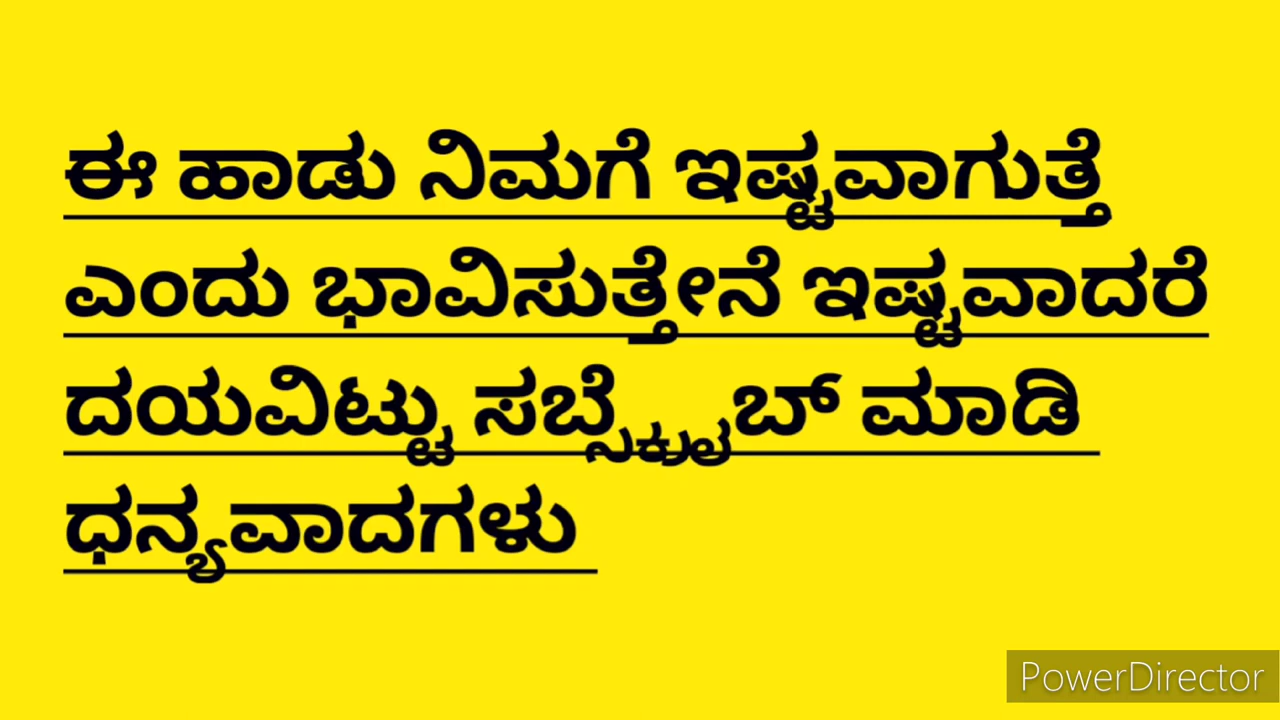 ಈ ಹಾಡು ನಿಮಗೆ ಇಷ್ಟವಾಗುತ್ತೆ
ಎಂದು ಭಾವಿಸುತ್ತೇನೆ ಇಷ್ಟವಾದರೆ
ದಯವಿಟ್ಟು ಸಬ್ಸ್ಕ್ರೈಬ್ ಮಾಡಿ
ಧನ್ಯವಾದಗಳು
PowerDirector